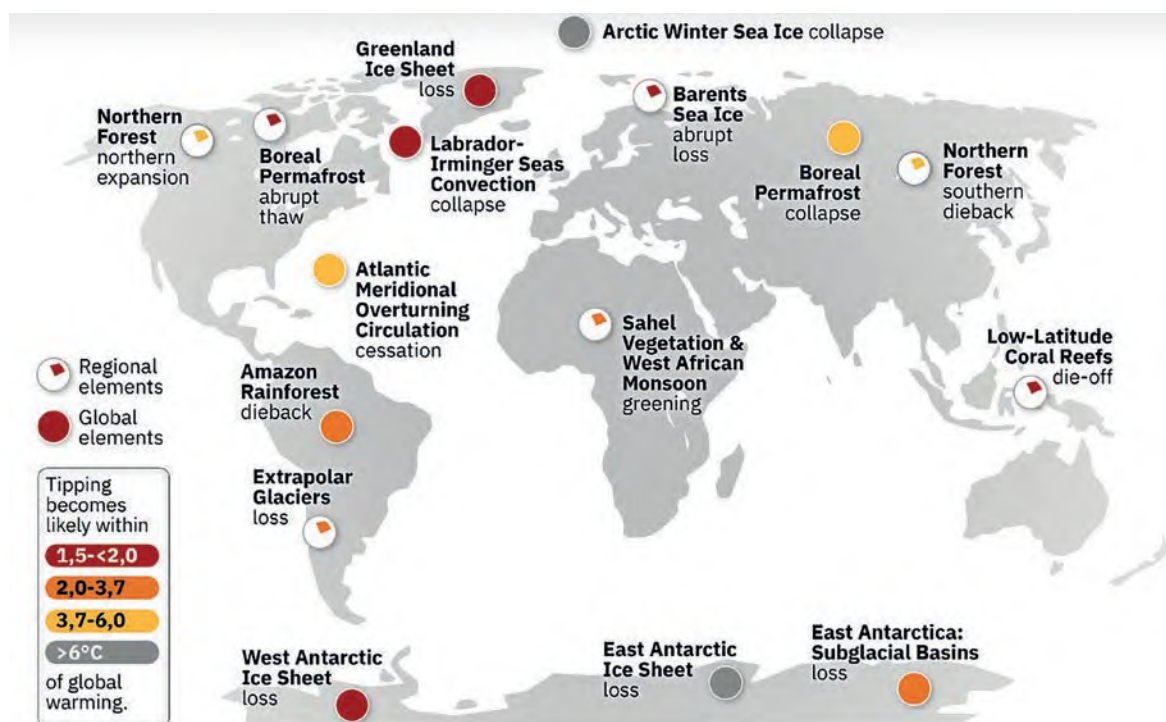 Arctic Winter Sea Ice collapse
Greenland
Ice Sheet
loss
Barents
Sea Ice
abrupt
loss
Northern
Forest
northern
expansion
Boreal
Permafrost
abrupt
thaw
Labrador-
Irminger Seas
Convection
collapse
Boreal
Permafrost
collapse
Northern
Forest
southern
dieback
Atlantic
Meridional
Overturning
Circulation
cessation
Sahel
Vegetation &
West African
Monsoon
greening
Low-Latitude
Coral Reefs
die-off
Regional
elements
Global
elements
Amazon
Rainforest
dieback
Extrapolar
Glaciers
loss
Tipping
becomes
likely within
1,5-<2,0
2,0-3,7
3,7-6,0
>6°C
of global
warming.
West Antarctic
Ice Sheet
loss
East Antarctic
Ice Sheet
loss
East Antarctica:
Subglacial Basins
loss